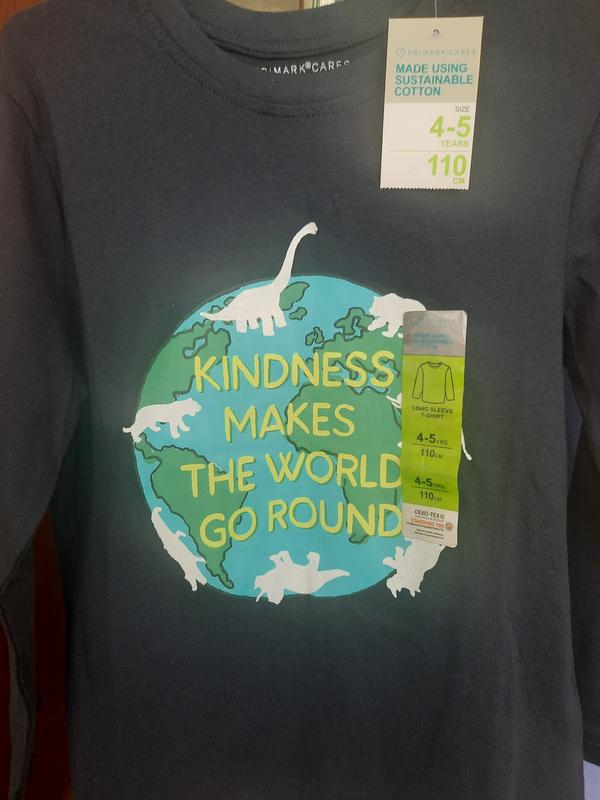 PRIMARK®CARES
PRIMARK CARES
MADE USING
SUSTAINABLE
COTTON
SIZE
4-5
YEARS
110
CM
KINDNESS
MAKES
THE WORLD
GO ROUND
LONG SLEEVE
T-SHIRT
4-5YRS
110CM
4-5YRS
110CM
OEKO-TEX®
STANDARD 100